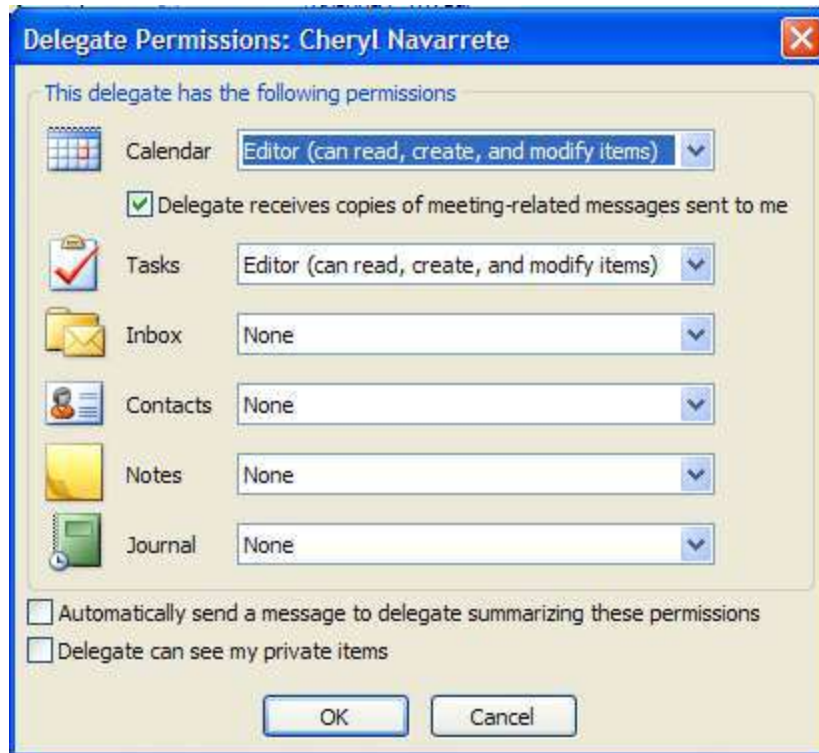 Delegate Permissions: Cheryl Navarrete
This delegate has the following permissions
Calendar Editor (can read, create, and modify items)
Delegate receives copies of meeting-related messages sent to me
Tasks Editor (can read, create, and modify items)
Inbox None
Contacts None
Notes None
Journal None
Automatically send a message to delegate summarizing these permissions
Delegate can see my private items
OK Cancel